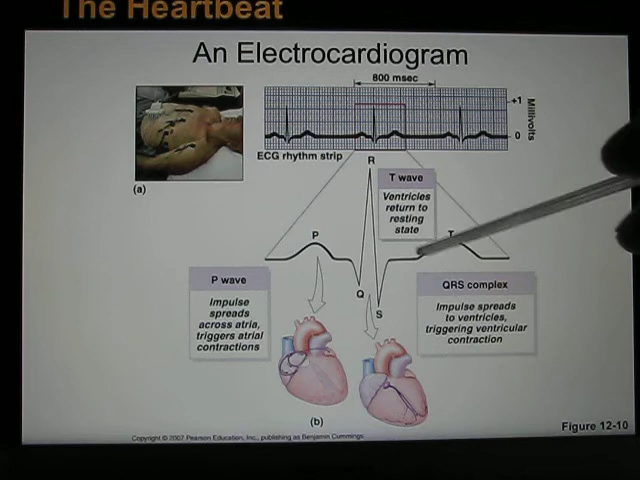 The Heartbeat
An Electrocardiogram
800 msec
+1
0
Millivolts
ECG rhythm strip
(a)
R
T wave
Ventricles
return to
resting
state
P
T
Q
S
P wave
Impulse
spreads
across atria,
triggers atrial
contractions
QRS complex
Impulse spreads
to ventricles,
triggering ventricular
contraction
(b)
Figure 12-10
Copyright © 2007 Pearson Education, Inc., publishing as Benjamin Cummings.